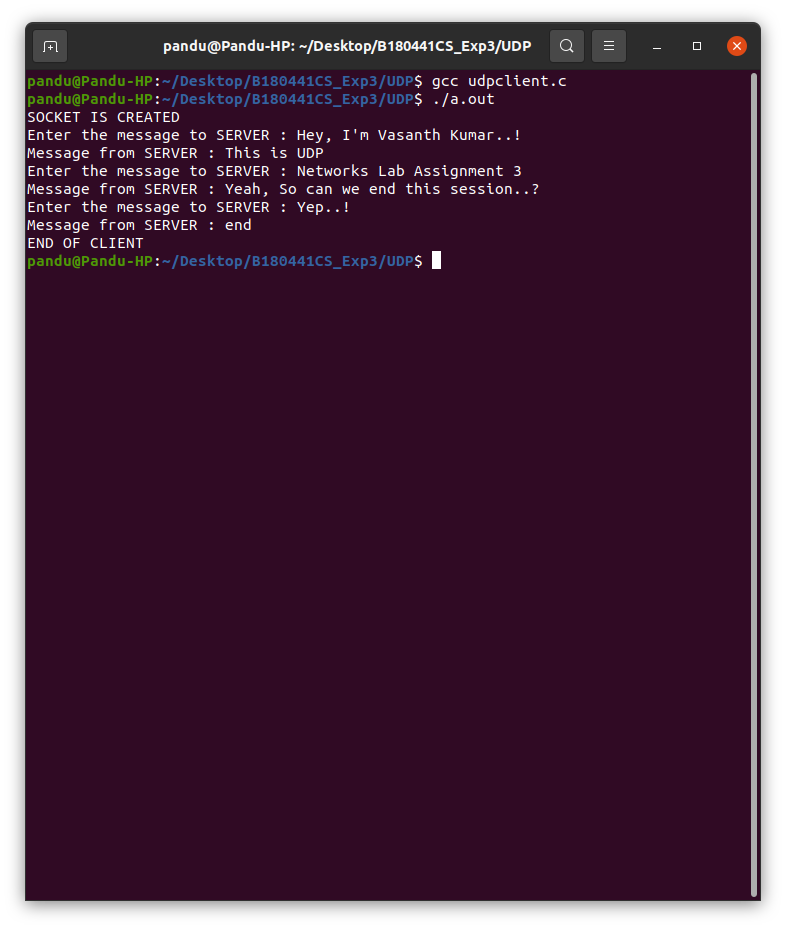 pandu@Pandu-HP: ~/Desktop/B180441CS_Exp3/UDP
pandu@Pandu-HP:~/Desktop/B180441CS_Exp3/UDP$ gcc udpclient.c
pandu@Pandu-HP:~/Desktop/B180441CS_Exp3/UDP$ ./a.out
SOCKET IS CREATED
Enter the message to SERVER : Hey, I'm Vasanth Kumar..!
Message from SERVER : This is UDP
Enter the message to SERVER : Networks Lab Assignment 3
Message from SERVER : Yeah, So can we end this session..?
Enter the message to SERVER : Yep..!
Message from SERVER : end
END OF CLIENT
pandu@Pandu-HP:~/Desktop/B180441CS_Exp3/UDP$